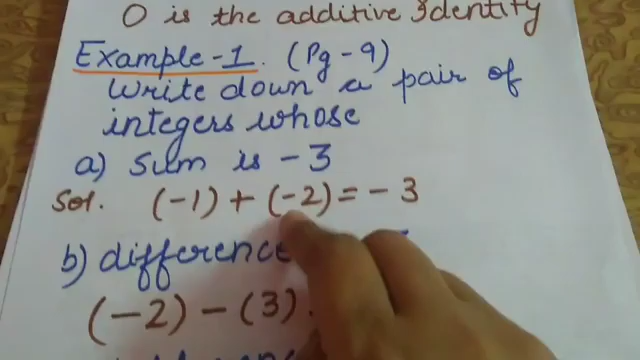 0 is the additive Identity
Example-1. (Pg-9)
Write down a pair of
integers whose
a) Sum is -3
Sol. (-1) + (-2) = - 3
b) difference
(-2) - (3)